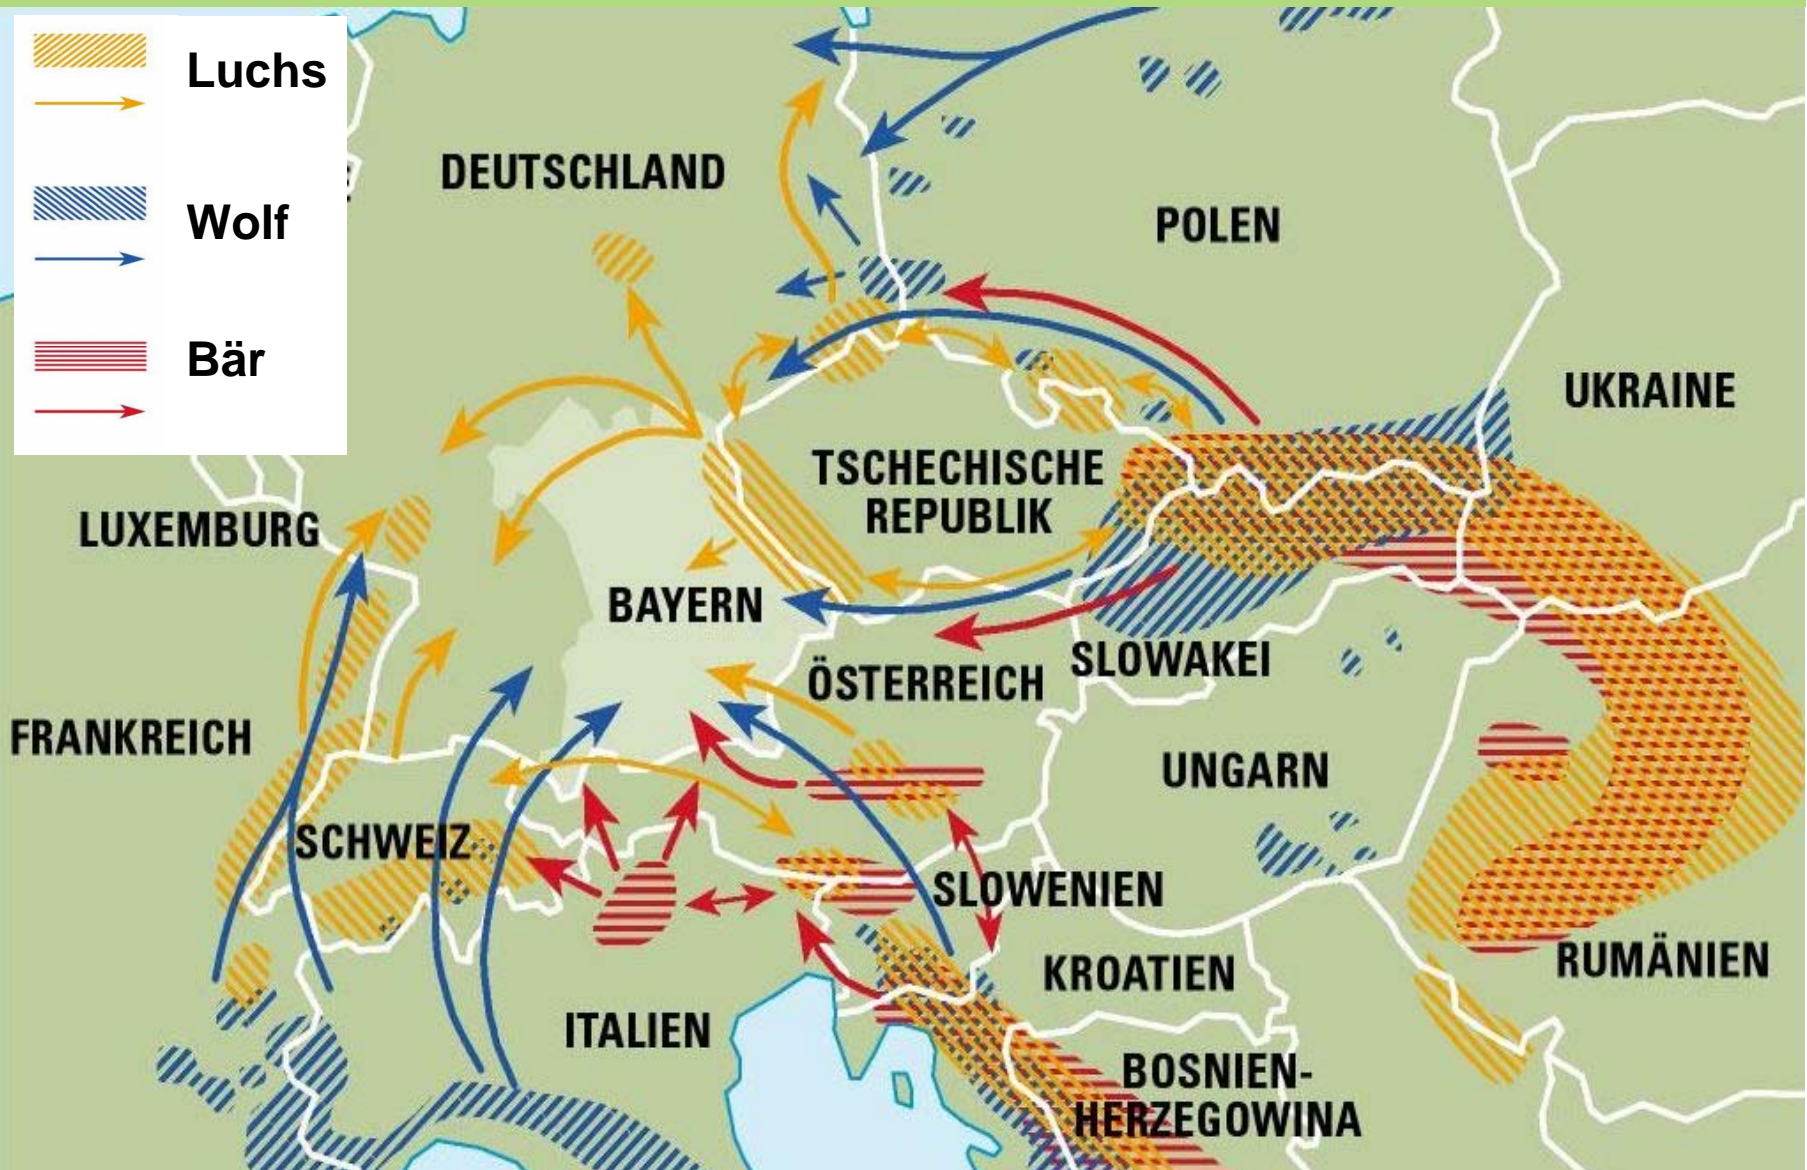 Luchs
Wolf
Bär
DEUTSCHLAND
POLEN
UKRAINE
TSCHECHISCHE
REPUBLIK
LUXEMBURG
BAYERN
ÖSTERREICH
SLOWAKEI
FRANKREICH
UNGARN
SCHWEIZ
SLOWENIEN
KROATIEN
RUMÄNIEN
ITALIEN
BOSNIEN-
HERZEGOWINA